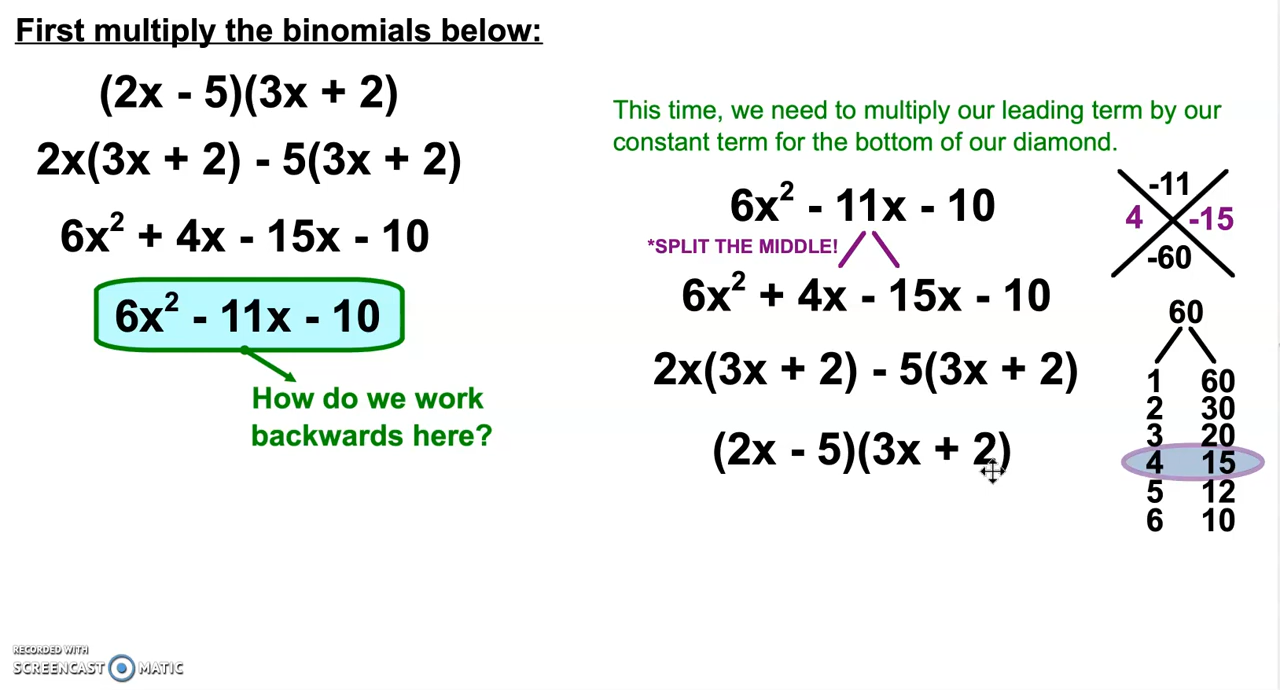 First multiply the binomials below:
(2x - 5)(3x + 2)
2x(3x + 2) - 5(3x + 2)
6x² + 4x - 15x - 10
6x² - 11x - 10
How do we work
backwards here?
This time, we need to multiply our leading term by our
constant term for the bottom of our diamond.
6x² - 11x - 10
*SPLIT THE MIDDLE!
6x² + 4x - 15x - 10
2x(3x + 2) - 5(3x + 2)
(2x - 5)(3x + 2)
-11
4 -15
-60
60
1 60
2 30
3 20
4 15
5 12
6 10
RECORDED WITH
SCREENCAST MATIC